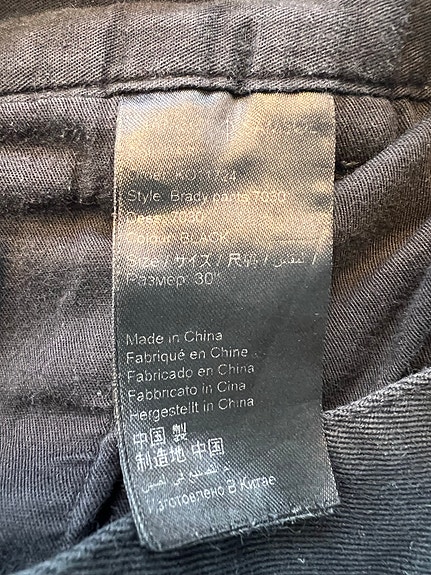 Style: Brady pants 7080
7080
Colour: BLACK
Size / サイズ / 尺码 /
Размер: 30"
Made in China
Fabriqué en Chine
Fabricado en China
Fabbricato in Cina
Hergestellt in China
中国 製
制造地 中国
изготовлено в Китае